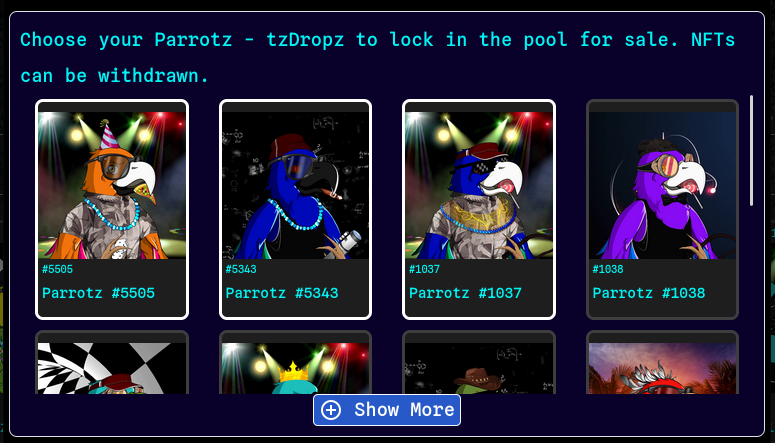 Choose your Parrotz - tzDropz to lock in the pool for sale. NFTs
can be withdrawn.
#5505
Parrotz #5505
#5343
Parrotz #5343
#1037
Parrotz #1037
#1038
Parrotz #1038
Show More